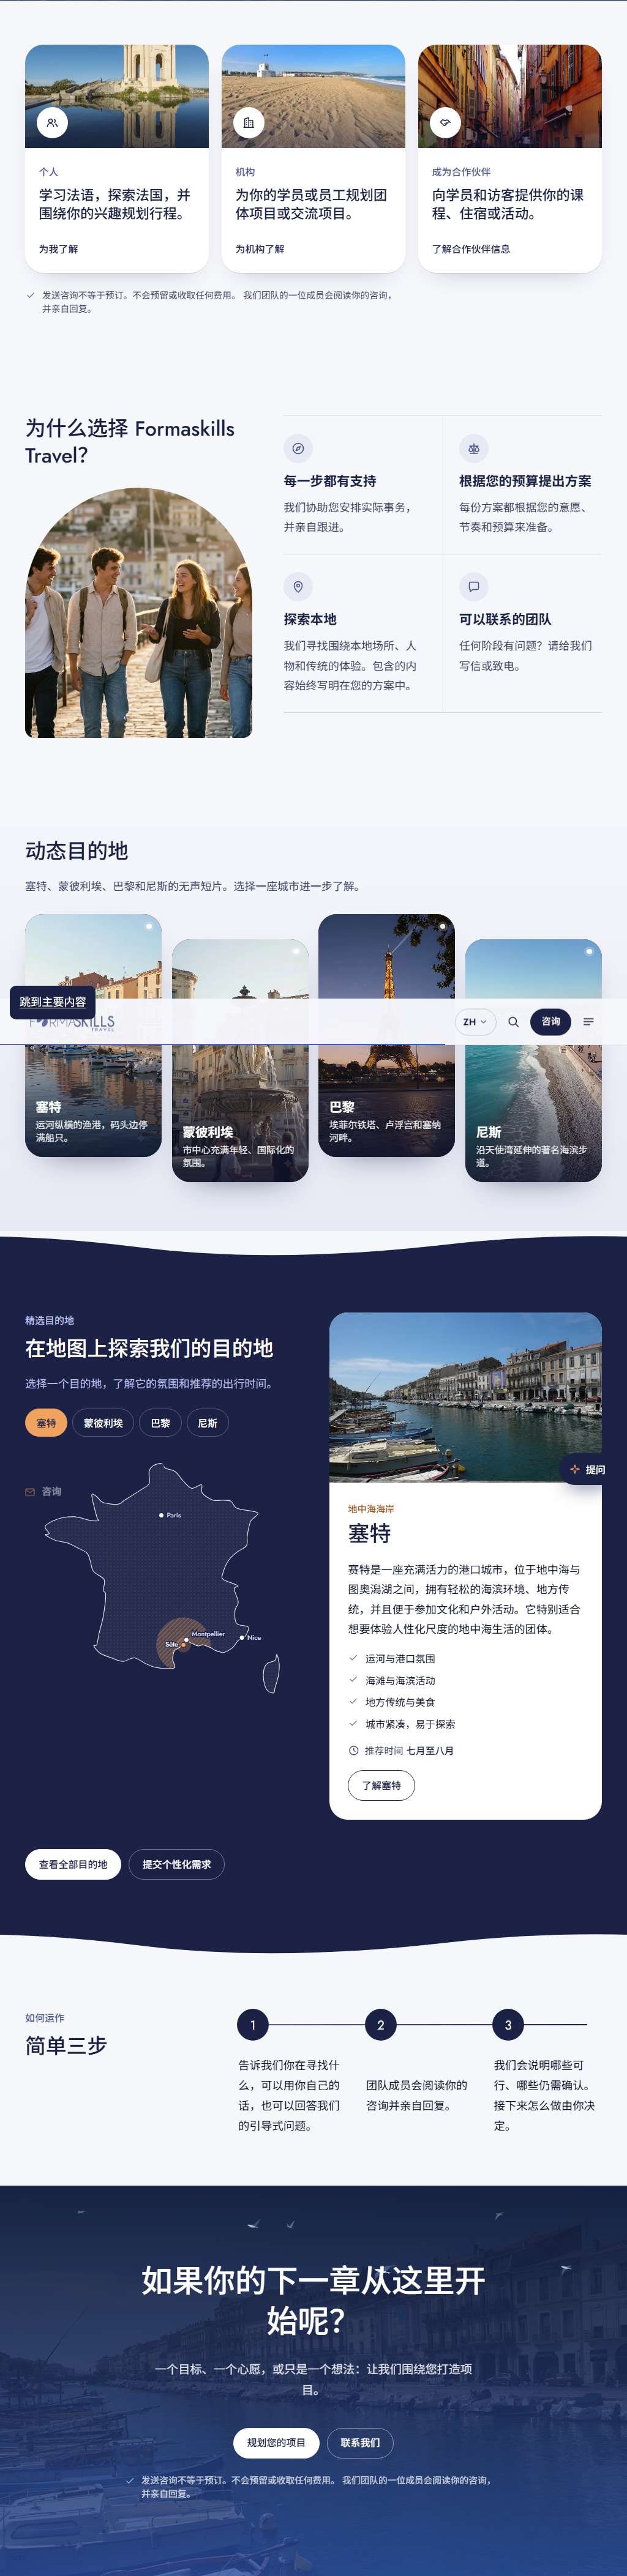 个人
学习法语，探索法国，并
围绕你的兴趣规划行程。
为我了解
机构
为你的学员或员工规划团
体项目或交流项目。
为机构了解
成为合作伙伴
向学员和访客提供你的课
程、住宿或活动。
了解合作伙伴信息
发送咨询不等于预订。不会预留或收取任何费用。 我们团队的一位成员会阅读你的咨询，
并亲自回复。
为什么选择 Formaskills
Travel？
每一步都有支持
我们协助您安排实际事务，
并亲自跟进。
根据您的预算提出方案
每份方案都根据您的意愿、
节奏和预算来准备。
探索本地
我们寻找围绕本地场所、人
物和传统的体验。包含的内
容始终写明在您的方案中。
可以联系的团队
任何阶段有问题？请给我们
写信或致电。
动态目的地
塞特、蒙彼利埃、巴黎和尼斯的无声短片。选择一座城市进一步了解。
跳到主要内容
FORMASKILLS
TRAVEL
ZH
咨询
塞特
运河纵横的渔港，码头边停
满船只。
蒙彼利埃
市中心充满年轻、国际化的
氛围。
巴黎
埃菲尔铁塔、卢浮宫和塞纳
河畔。
尼斯
沿天使湾延伸的著名海滨步
道。
精选目的地
在地图上探索我们的目的地
选择一个目的地，了解它的氛围和推荐的出行时间。
塞特
蒙彼利埃
巴黎
尼斯
咨询
Paris
Montpellier
Sète
Nice
提问
地中海海岸
塞特
赛特是一座充满活力的港口城市，位于地中海与
图奥潟湖之间，拥有轻松的海滨环境、地方传
统，并且便于参加文化和户外活动。它特别适合
想要体验人性化尺度的地中海生活的团体。
运河与港口氛围
海滩与海滨活动
地方传统与美食
城市紧凑，易于探索
推荐时间 七月至八月
了解塞特
查看全部目的地
提交个性化需求
如何运作
简单三步
1
告诉我们你在寻找什
么，可以用你自己的
话，也可以回答我们
的引导式问题。
2
团队成员会阅读你的
咨询并亲自回复。
3
我们会说明哪些可
行、哪些仍需确认。
接下来怎么做由你决
定。
如果你的下一章从这里开
始呢？
一个目标、一个心愿，或只是一个想法：让我们围绕您打造项
目。
规划您的项目
联系我们
发送咨询不等于预订。不会预留或收取任何费用。 我们团队的一位成员会阅读你的咨询，
并亲自回复。